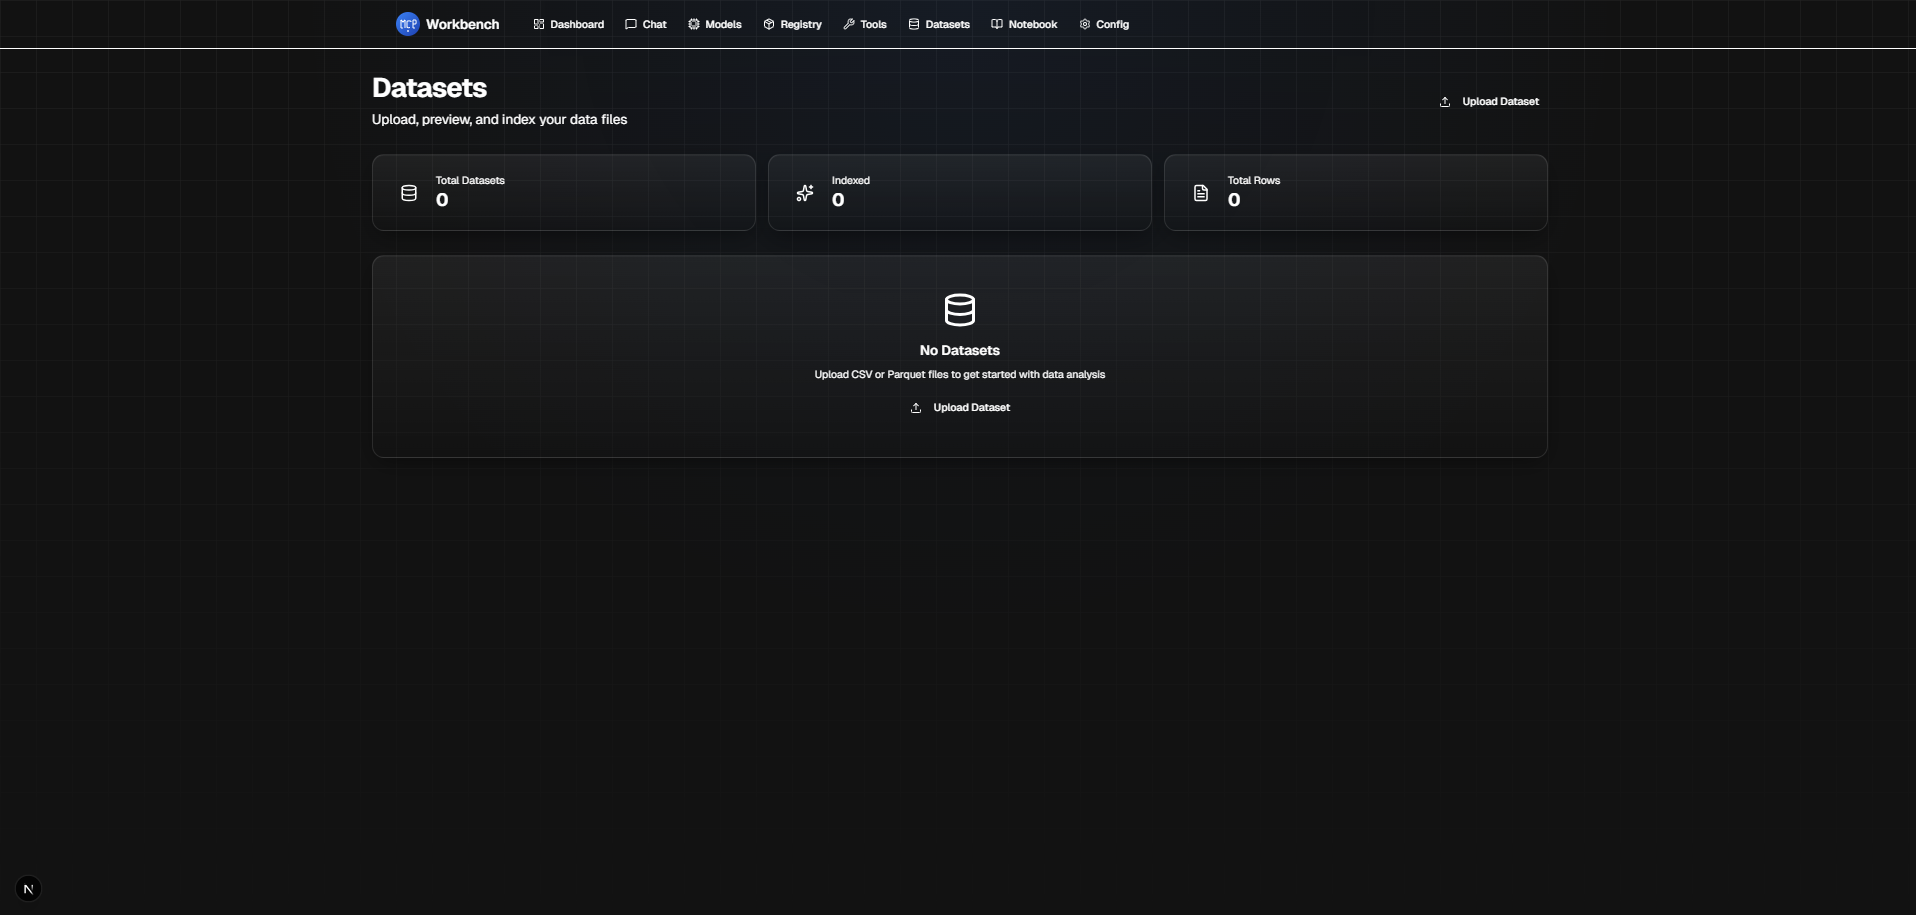 MCP Workbench Dashboard Chat Models Registry Tools Datasets Notebook Config
Datasets
Upload, preview, and index your data files
Upload Dataset
Total Datasets
0
Indexed
0
Total Rows
0
No Datasets
Upload CSV or Parquet files to get started with data analysis
Upload Dataset
N